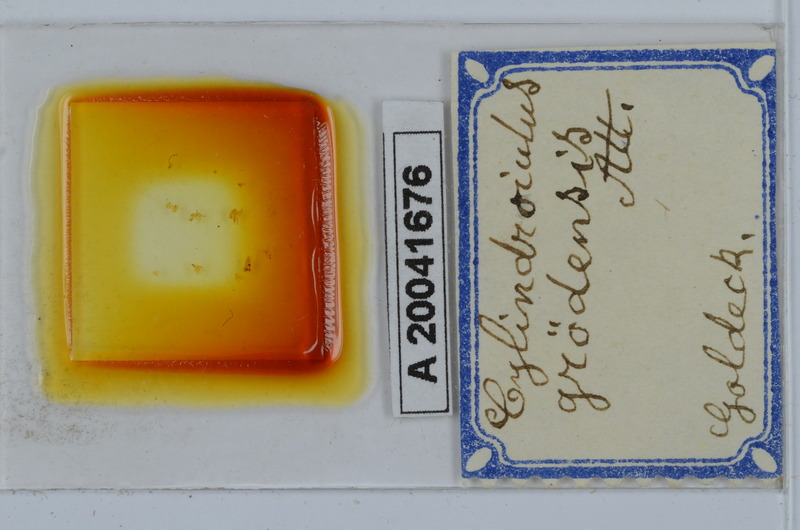 A 20041676
Cylindroiulus
grödensis
Att.
Goldeck.